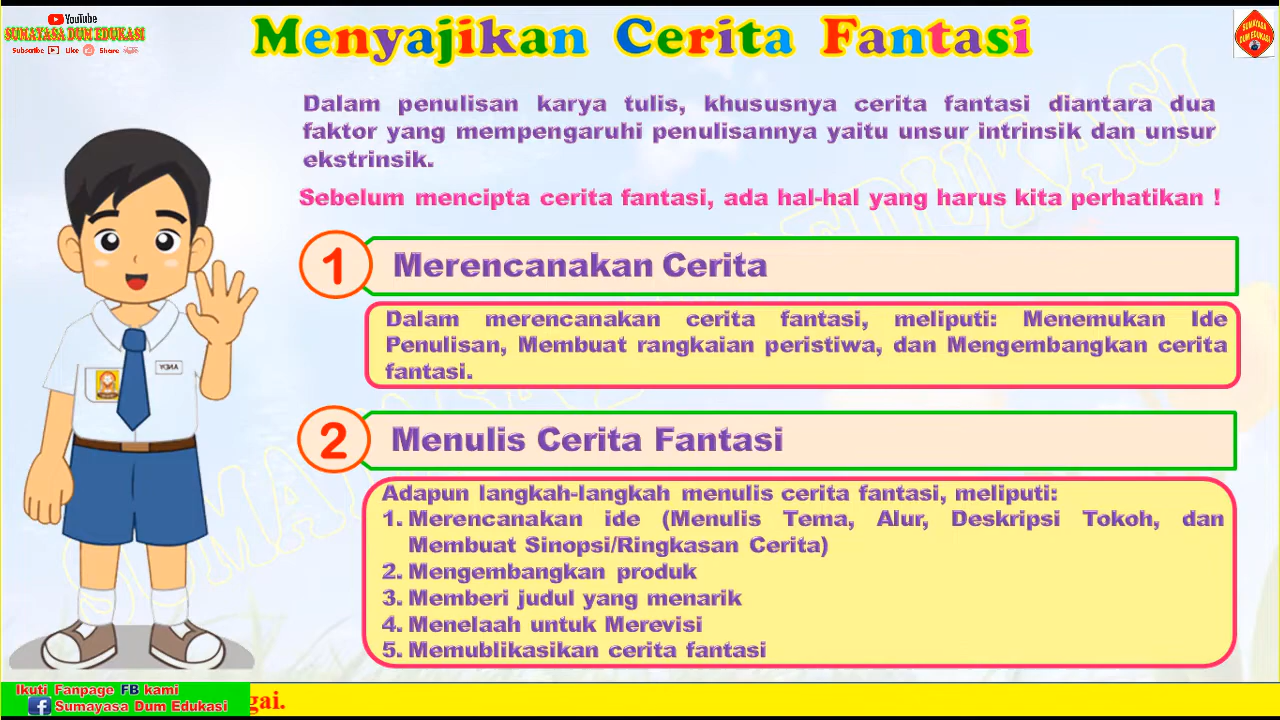 YouTube
SUMAYASA DUM EDUKASI
Subscribe Like Share
Menyajikan Cerita Fantasi
SUMAYASA
DUM EDUKASI
Dalam penulisan karya tulis, khususnya cerita fantasi diantara dua
faktor yang mempengaruhi penulisannya yaitu unsur intrinsik dan unsur
ekstrinsik.
Sebelum mencipta cerita fantasi, ada hal-hal yang harus kita perhatikan !
1 Merencanakan Cerita
Dalam merencanakan cerita fantasi, meliputi: Menemukan Ide
Penulisan, Membuat rangkaian peristiwa, dan Mengembangkan cerita
fantasi.
2 Menulis Cerita Fantasi
Adapun langkah-langkah menulis cerita fantasi, meliputi:
1. Merencanakan ide (Menulis Tema, Alur, Deskripsi Tokoh, dan
Membuat Sinopsi/Ringkasan Cerita)
2. Mengembangkan produk
3. Memberi judul yang menarik
4. Menelaah untuk Merevisi
5. Memublikasikan cerita fantasi
ANDY
Ikuti Fanpage FB kami
Sumayasa Dum Edukasi
gai.